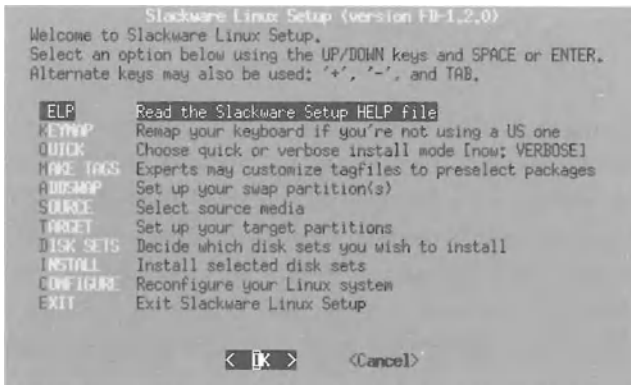 Slackware Linux Setup (version FD-1.2.0)
Welcome to Slackware Linux Setup.
Select an option below using the UP/DOWN keys and SPACE or ENTER.
Alternate keys may also be used: '+', '-', and TAB.
ELP Read the Slackware Setup HELP file
KEYMAP Remap your keyboard if you're not using a US one
QUICK Choose quick or verbose install mode [now: VERBOSE]
MAKE TAGS Experts may customize tagfiles to preselect packages
ADDSWAP Set up your swap partition(s)
SOURCE Select source media
TARGET Set up your target partitions
DISK SETS Decide which disk sets you wish to install
INSTALL Install selected disk sets
CONFIGURE Reconfigure your Linux system
EXIT Exit Slackware Linux Setup
< OK > <Cancel>